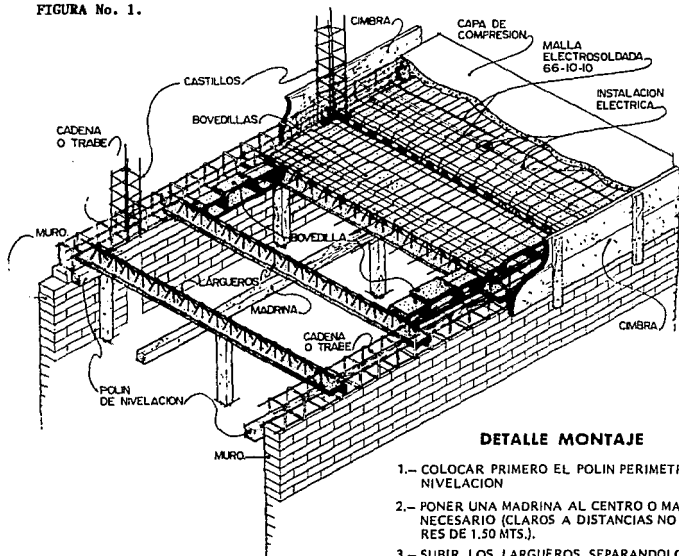 FIGURA No. 1.
CIMBRA
CAPA DE
COMPRESION
MALLA
ELECTROSOLDADA
66-10-10
INSTALACION
ELECTRICA
CASTILLOS
BOVEDILLAS
CADENA
O TRABE
MURO.
BOVEDILLA
LARGUEROS
MADRINA
CADENA
O TRABE
CIMBRA
POLIN
DE NIVELACION
MURO.
DETALLE MONTAJE
1.– COLOCAR PRIMERO EL POLIN PERIMETR
NIVELACION
2.– PONER UNA MADRINA AL CENTRO O MA
NECESARIO (CLAROS A DISTANCIAS NO
RES DE 1.50 MTS.).
3.– SUBIR LOS LARGUEROS SEPARANDOLO